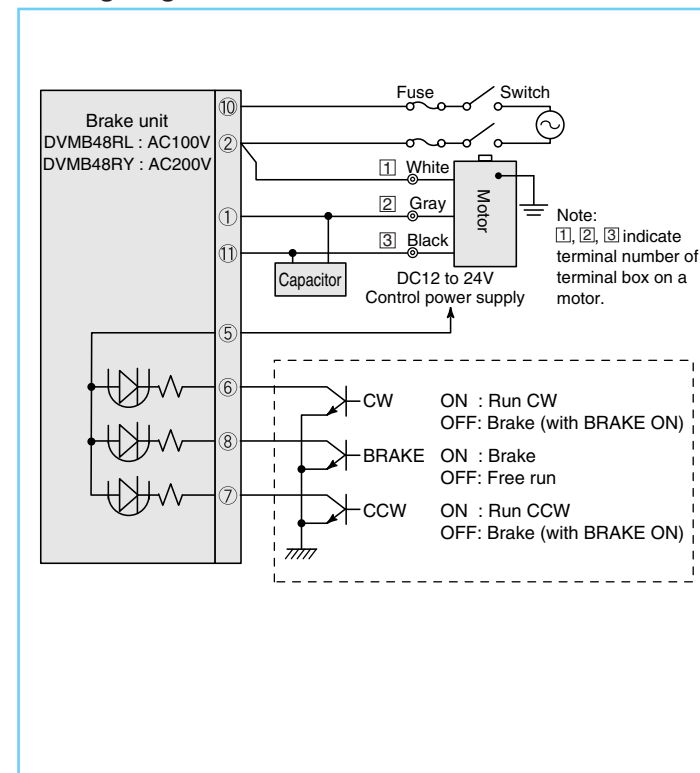 Fuse
Switch
⑩
Brake unit
DVMB48RL : AC100V
②
DVMB48RY : AC200V
1 White
2 Gray
①
Motor
Note:
1, 2, 3 indicate
terminal number of
terminal box on a
motor.
3 Black
⑪
Capacitor
DC12 to 24V
Control power supply
⑤
⑥
CW
ON : Run CW
OFF: Brake (with BRAKE ON)
⑧
BRAKE
ON : Brake
OFF: Free run
⑦
CCW
ON : Run CCW
OFF: Brake (with BRAKE ON)